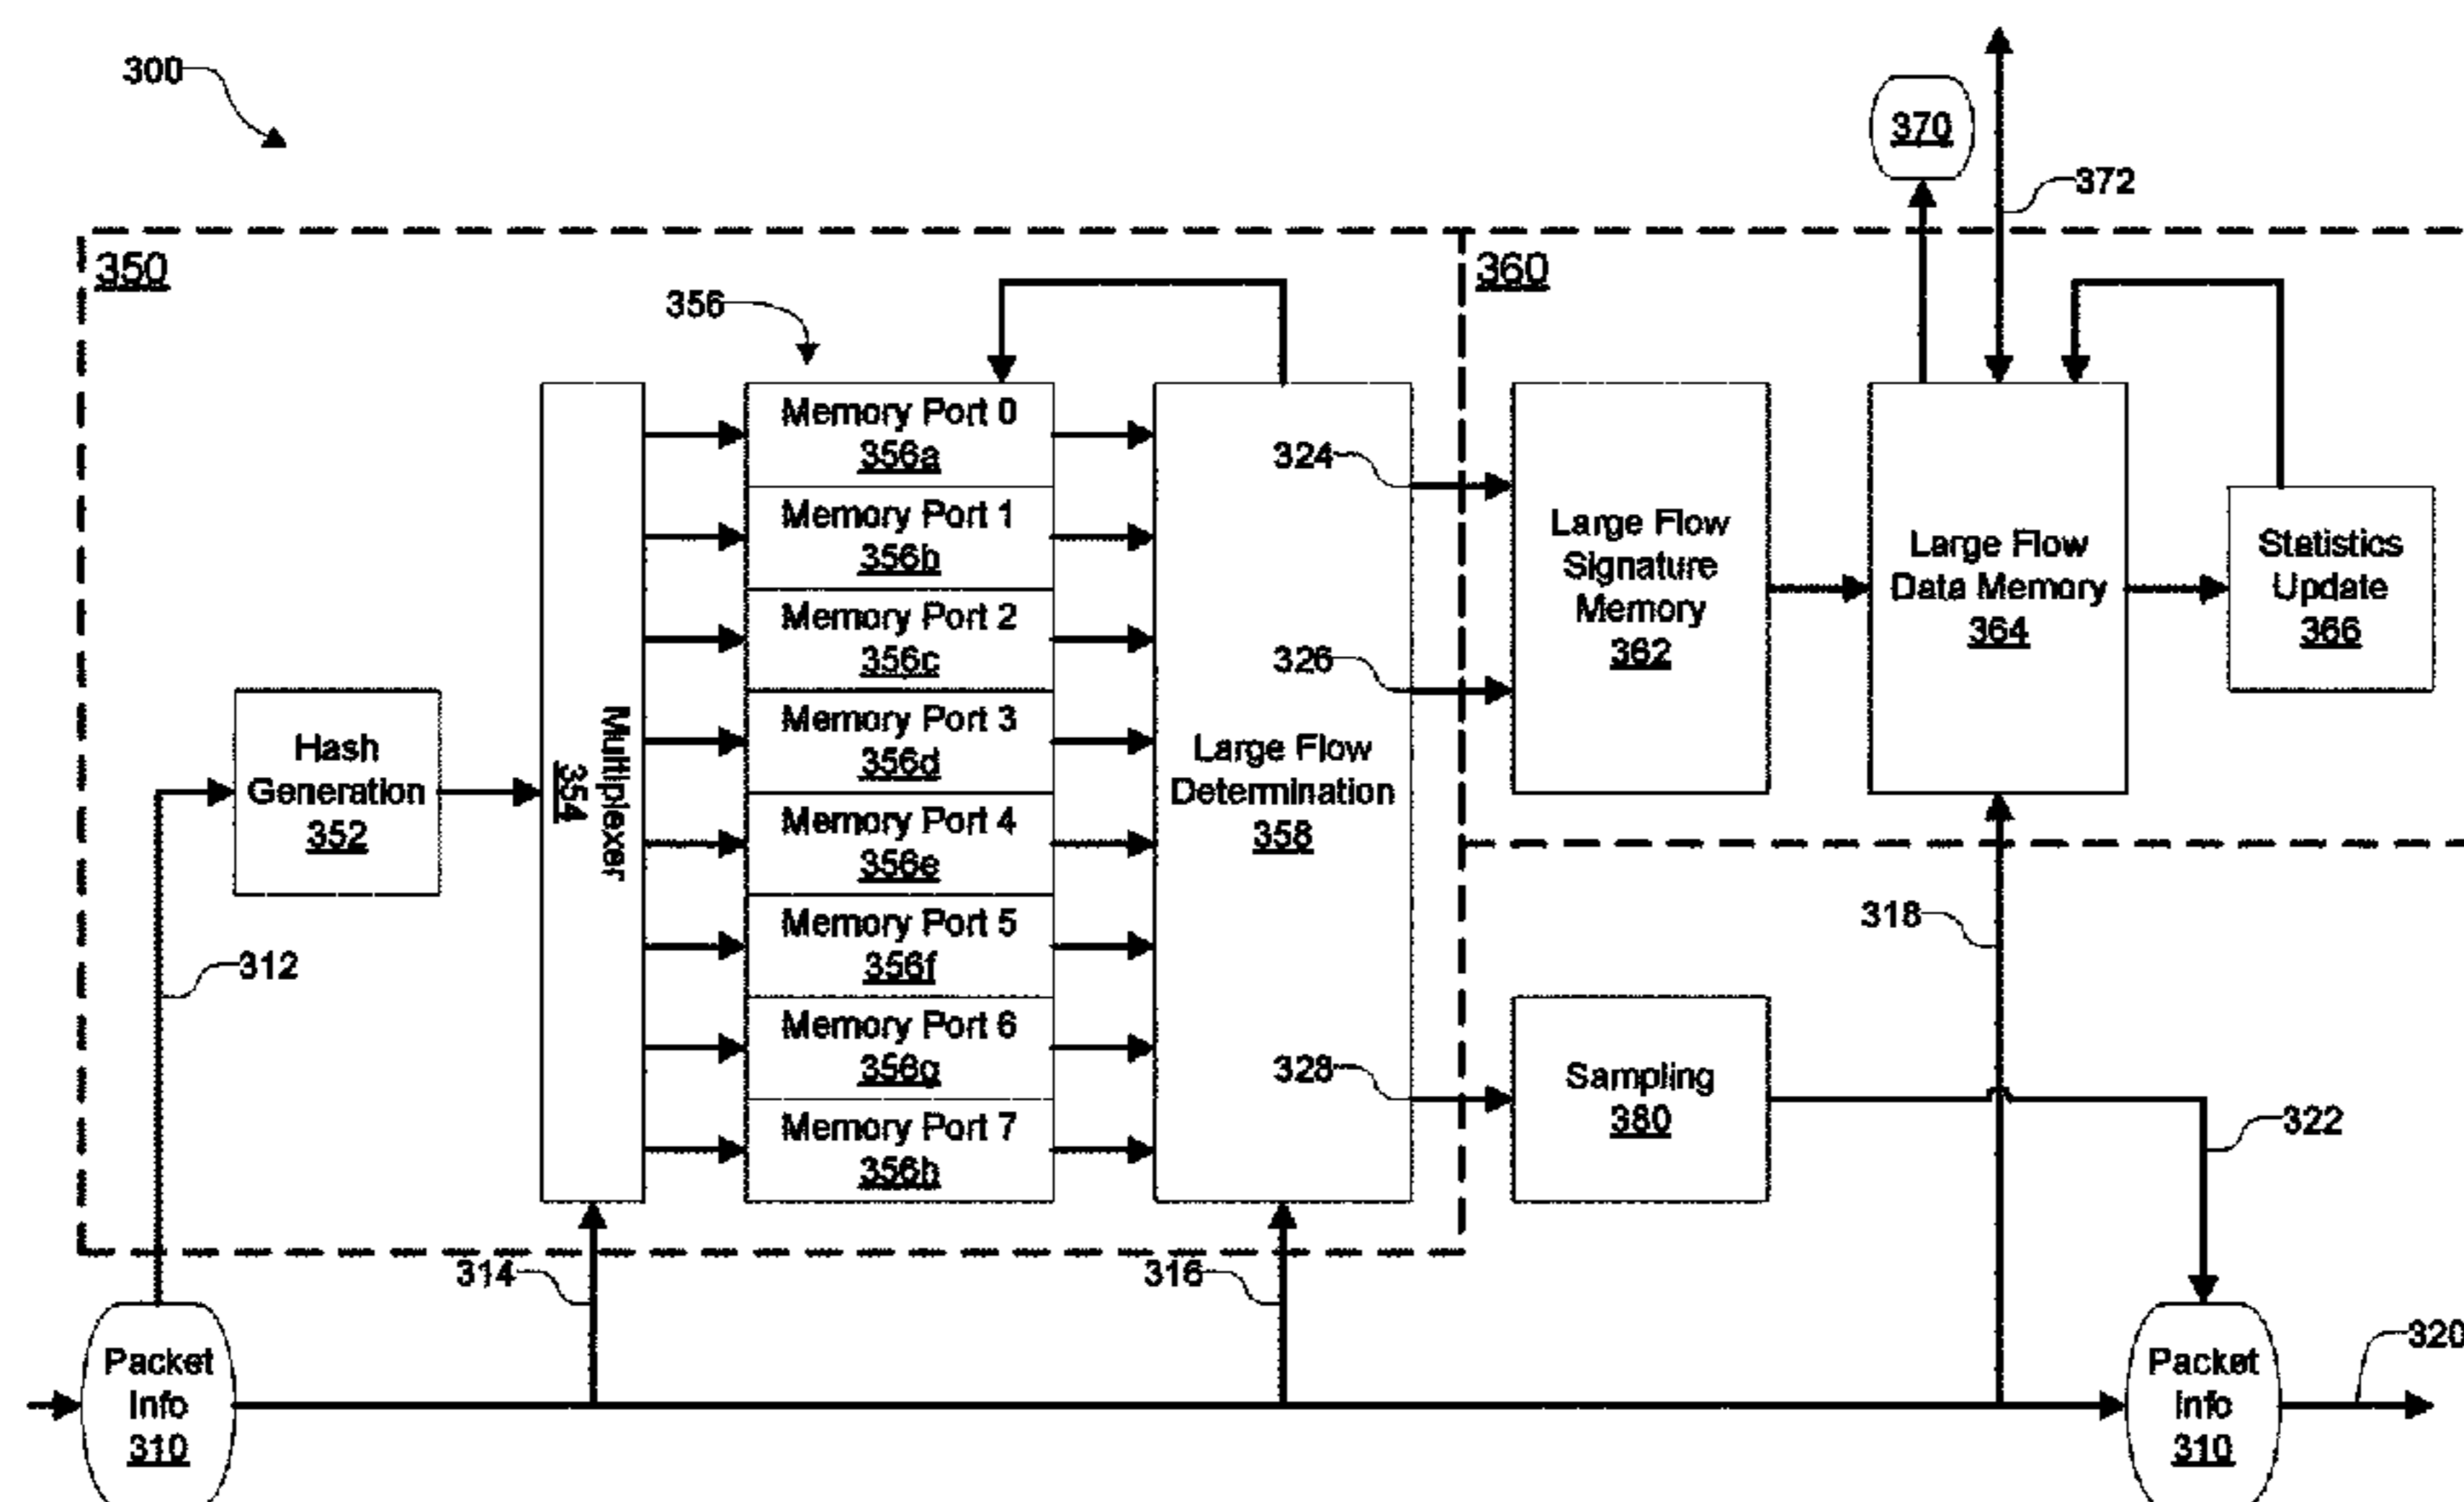 300
370
372
350
360
356
Memory Port 0
356a
Memory Port 1
356b
Memory Port 2
356c
Memory Port 3
356d
Memory Port 4
356e
Memory Port 5
356f
Memory Port 6
356g
Memory Port 7
356h
Hash
Generation
352
Multiplexer
354
Large Flow
Determination
358
324
326
328
Large Flow
Signature
Memory
362
Large Flow
Data Memory
364
Statistics
Update
366
Sampling
380
312
314
316
318
322
320
Packet
Info
310
Packet
Info
310